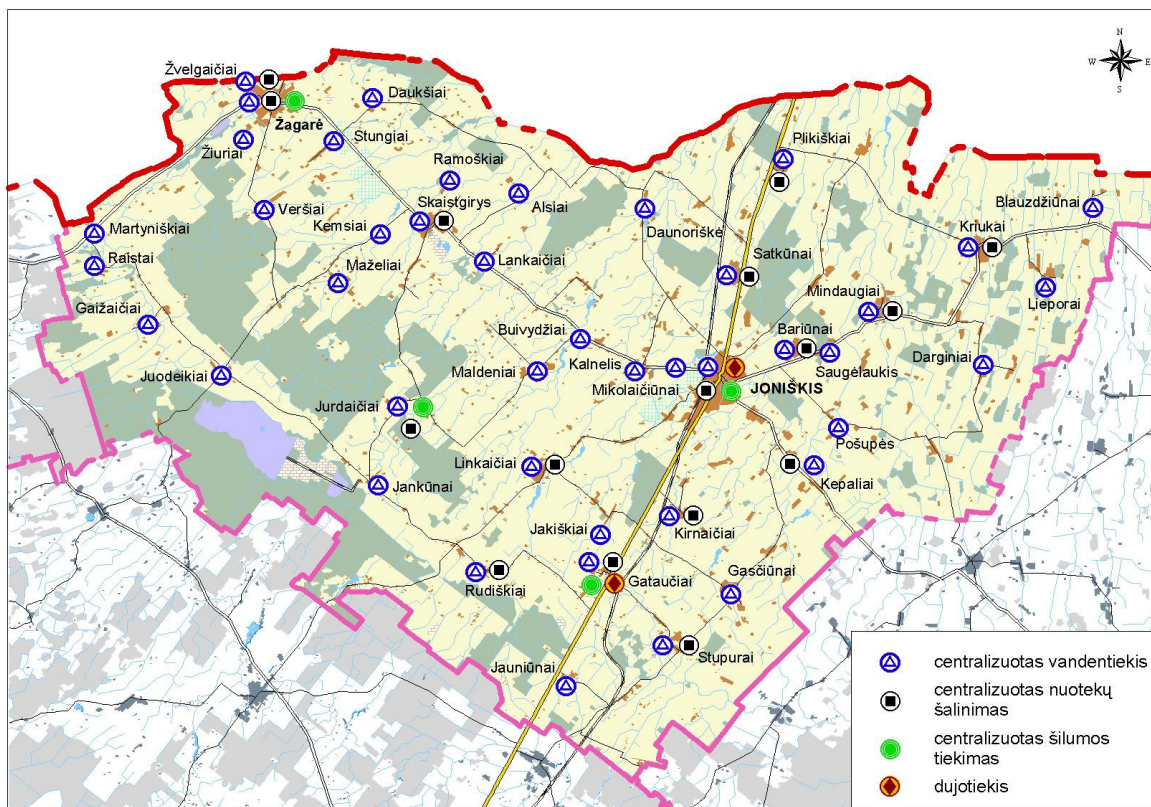 N
W
E
S
Žvelgaičiai
Daukšiai
Žagarė
Stungiai
Plikiškiai
Žiuriai
Ramoškiai
Skaistgirys
Alsiai
Veršiai
Kemsiai
Daunoriškė
Blauzdžiūnai
Martyniškiai
Kriukai
Raistai
Lankaičiai
Satkūnai
Maželiai
Mindaugiai
Lieporai
Gaižaičiai
Buivydžiai
Bariūnai
Kalnelis
Saugėlaukis
Darginiai
Maldeniai
Juodeikiai
Mikolaičiūnai
JONIŠKIS
Jurdaičiai
Pošupės
Linkaičiai
Kepaliai
Jankūnai
Jakiškiai
Kirnaičiai
Rudiškiai
Gataučiai
Gasčiūnai
Stupurai
Jauniūnai
centralizuotas vandentiekis
centralizuotas nuotekų
šalinimas
centralizuotas šilumos
tiekimas
dujotiekis